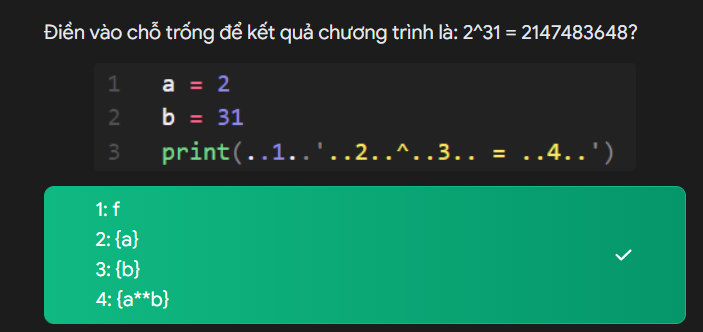 Điền vào chỗ trống để kết quả chương trình là: 2^31 = 2147483648?
1 a = 2
2 b = 31
3 print(..1..'..2..^..3.. = ..4..')
1: f
2: {a}
3: {b}
4: {a**b}